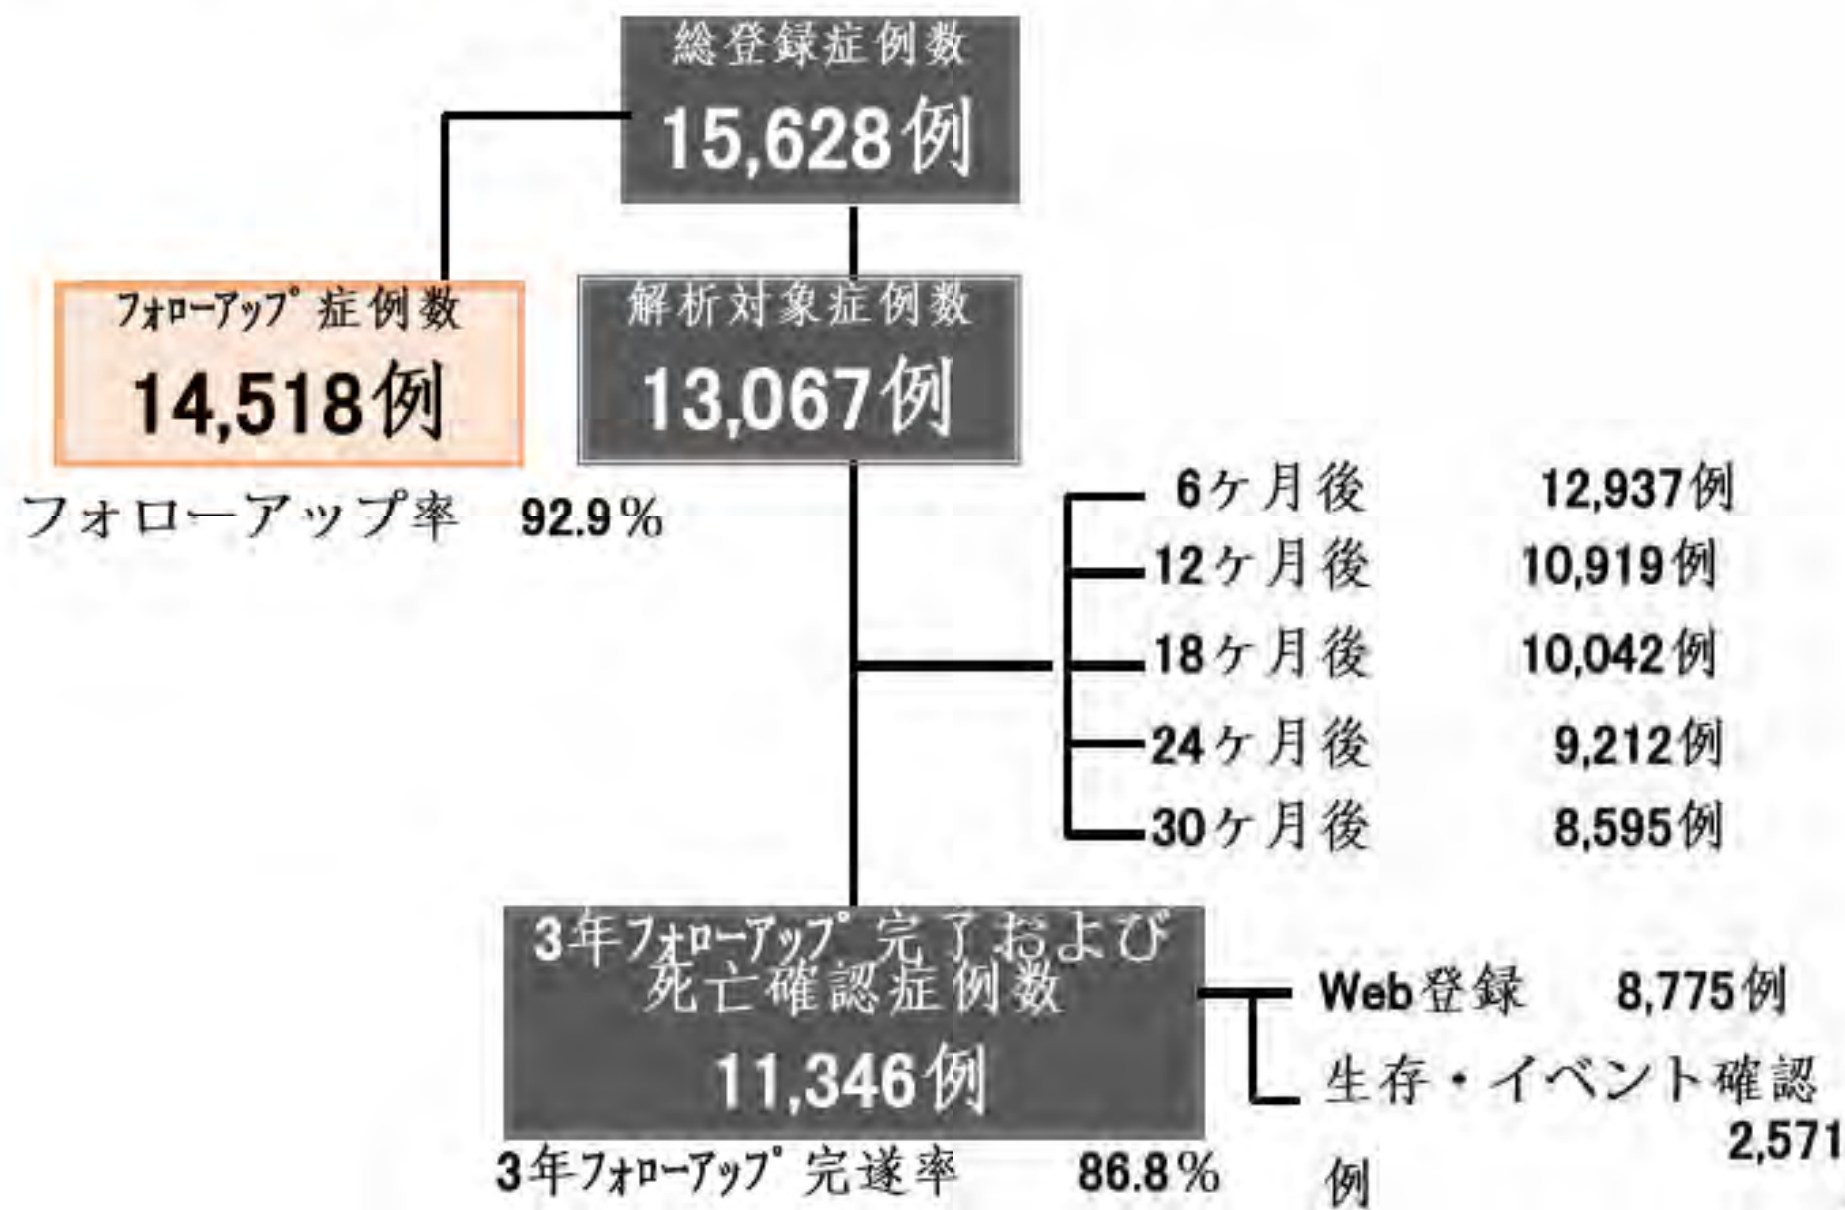 総登録症例数
15,628例
フォローアップ症例数
14,518例
フォローアップ率 92.9%
解析対象症例数
13,067例
6ケ月後 12,937例
12ケ月後 10,919例
18ケ月後 10,042例
24ケ月後 9,212例
30ケ月後 8,595例
3年フォローアップ完了および
死亡確認症例数
11,346例
3年フォローアップ完遂率 86.8%
Web登録 8,775例
生存・イベント確認
2,571
例